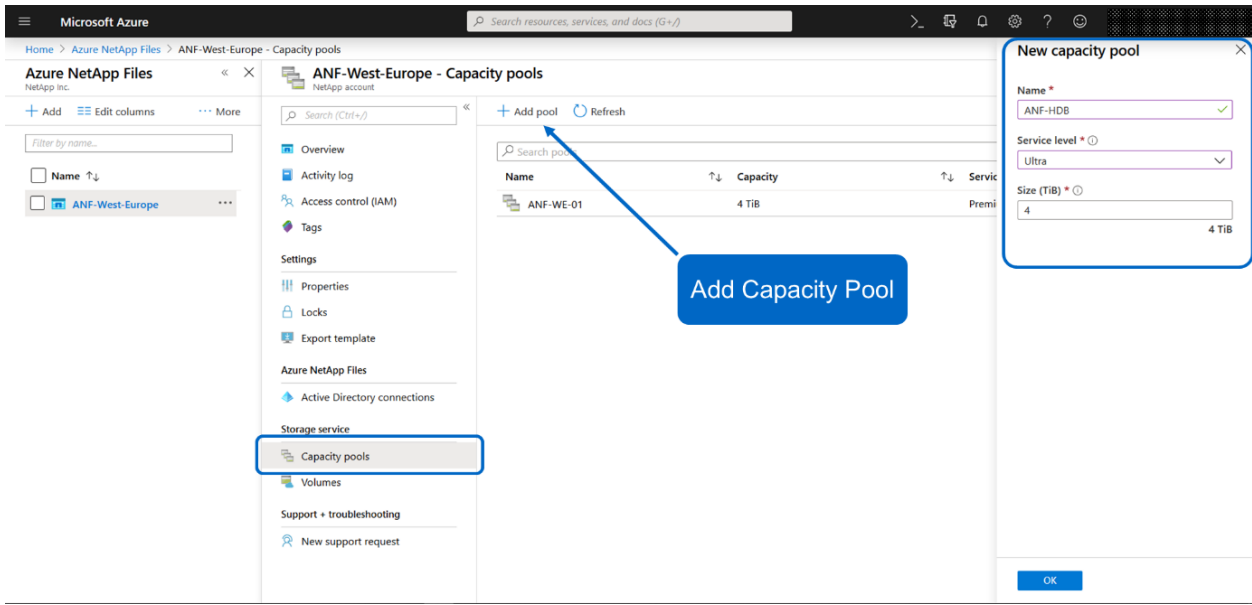 Microsoft Azure
Search resources, services, and docs (G+/)
Home > Azure NetApp Files > ANF-West-Europe - Capacity pools
Azure NetApp Files
NetApp Inc.
+ Add Edit columns ··· More
Filter by name...
Name ↑↓
ANF-West-Europe ···
ANF-West-Europe - Capacity pools
NetApp account
Search (Ctrl+/)
Overview
Activity log
Access control (IAM)
Tags
Settings
Properties
Locks
Export template
Azure NetApp Files
Active Directory connections
Storage service
Capacity pools
Volumes
Support + troubleshooting
New support request
+ Add pool Refresh
Search pools
Name ↑↓ Capacity ↑↓ Servic
ANF-WE-01 4 TiB Premi
Add Capacity Pool
New capacity pool
Name *
ANF-HDB
Service level *
Ultra
Size (TiB) *
4
4 TiB
OK